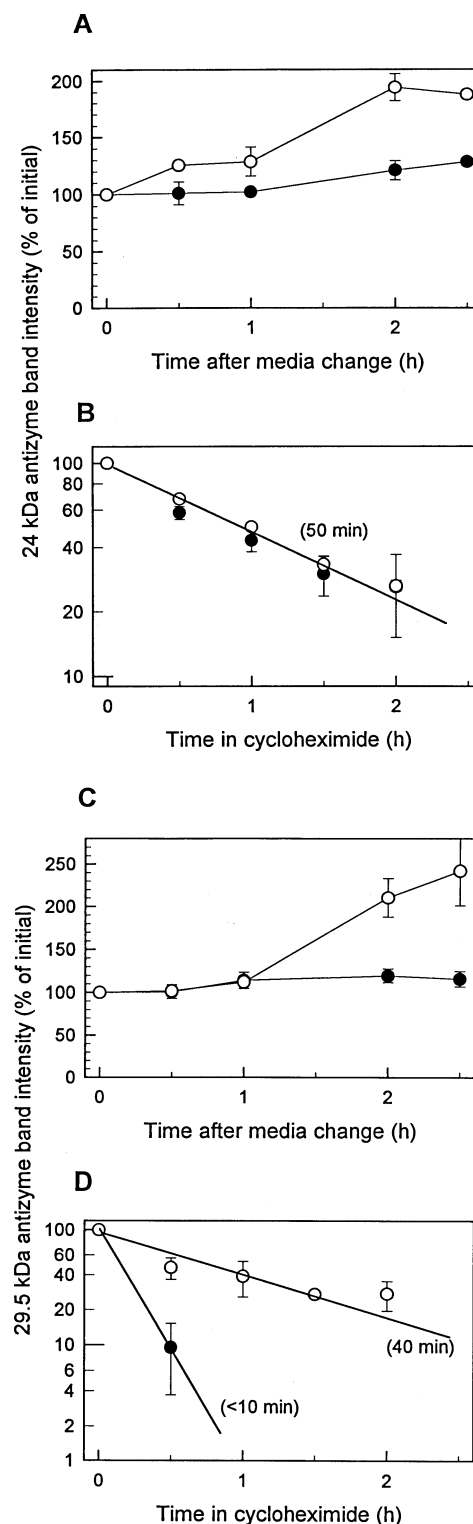 A
24 kDa antizyme band intensity (% of initial)
200
150
100
50
0
0 1 2
Time after media change (h)
B
100
80
60
40
20
10
(50 min)
0 1 2
Time in cycloheximide (h)
C
29.5 kDa antizyme band intensity (% of initial)
250
200
150
100
50
0
0 1 2
Time after media change (h)
D
100
60
40
20
10
6
4
2
1
(40 min)
(<10 min)
0 1 2
Time in cycloheximide (h)